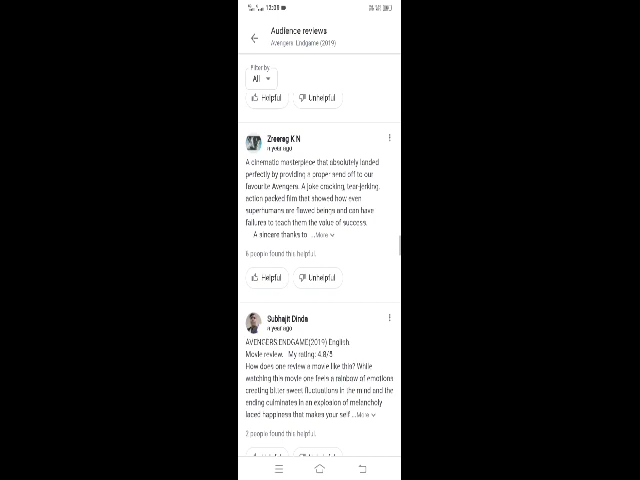 12:38
Audience reviews
Avengers: Endgame (2019)
Filter by
All
Helpful
Unhelpful
Zreerag K N
a year ago
A cinematic masterpiece that absolutely landed
perfectly by providing a proper send off to our
favourite Avengers. A joke cracking, tear-jerking,
action packed film that showed how even
superhumans are flawed beings and can have
failures to teach them the value of success.
A sincere thanks to ...More
6 people found this helpful.
Helpful
Unhelpful
Subhajit Dinda
a year ago
AVENGERS:ENDGAME(2019) English,
Movie review. My rating: 4.8/5
How does one review a movie like this? While
watching this movie one feels a rainbow of emotions
creating bitter sweet fluctuations in the mind and the
ending culminates in an explosion of melancholy
laced happiness that makes your self ...More
2 people found this helpful.